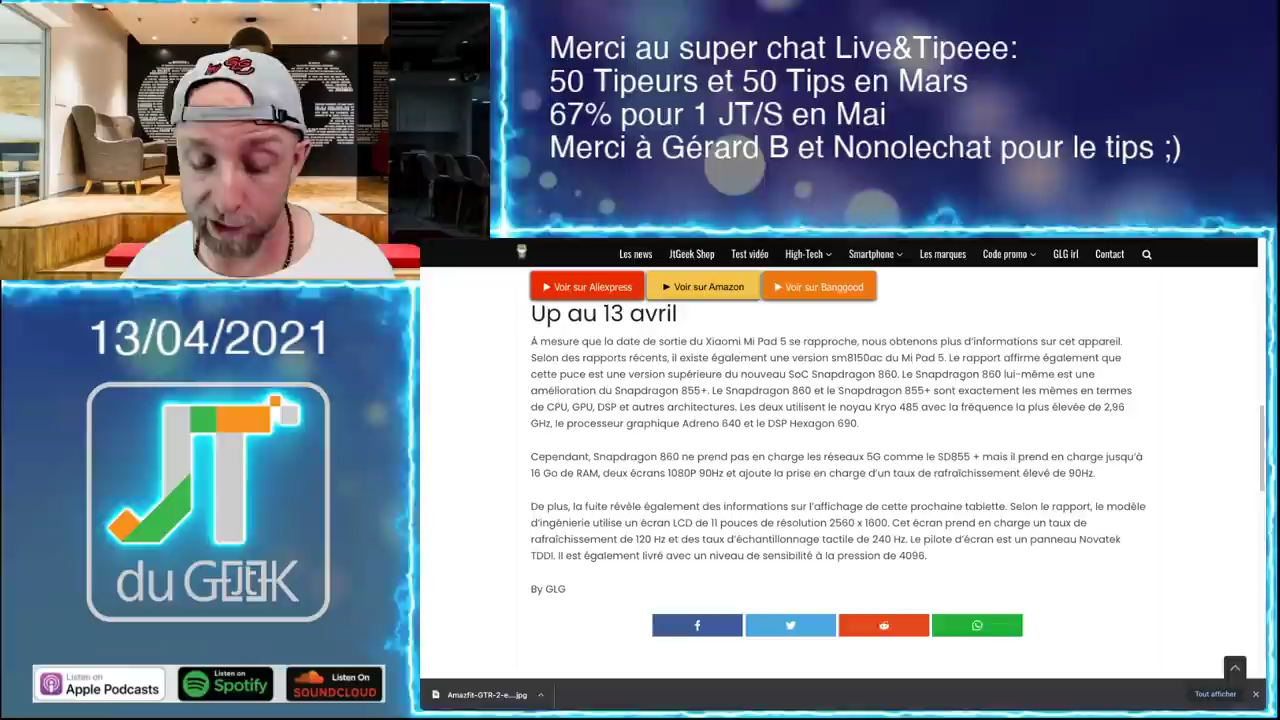 Merci au super chat Live&Tipeee:
50 Tipeurs et 50 Tips en Mars
67% pour 1 JT/S en Mai
Merci à Gérard B et Nonolechat pour le tips ;)
Les news JtGeek Shop Test vidéo High-Tech Smartphone Les marques Code promo GLG irl Contact
Voir sur Aliexpress Voir sur Amazon Voir sur Banggood
Up au 13 avril
À mesure que la date de sortie du Xiaomi Mi Pad 5 se rapproche, nous obtenons plus d'informations sur cet appareil.
Selon des rapports récents, il existe également une version sm8150ac du Mi Pad 5. Le rapport affirme également que
cette puce est une version supérieure du nouveau SoC Snapdragon 860. Le Snapdragon 860 lui-même est une
amélioration du Snapdragon 855+. Le Snapdragon 860 et le Snapdragon 855+ sont exactement les mêmes en termes
de CPU, GPU, DSP et autres architectures. Les deux utilisent le noyau Kryo 485 avec la fréquence la plus élevée de 2,96
GHz, le processeur graphique Adreno 640 et le DSP Hexagon 690.
Cependant, Snapdragon 860 ne prend pas en charge les réseaux 5G comme le SD855 + mais il prend en charge jusqu'à
16 Go de RAM, deux écrans 1080P 90Hz et ajoute la prise en charge d'un taux de rafraîchissement élevé de 90Hz.
De plus, la fuite révèle également des informations sur l'affichage de cette prochaine tablette. Selon le rapport, le modèle
d'ingénierie utilise un écran LCD de 11 pouces de résolution 2560 x 1600. Cet écran prend en charge un taux de
rafraîchissement de 120 Hz et des taux d'échantillonnage tactile de 240 Hz. Le pilote d'écran est un panneau Novatek
TDDI. Il est également livré avec un niveau de sensibilité à la pression de 4096.
By GLG
13/04/2021
JT
du GEEK
Listen on
Apple Podcasts
Listen on
Spotify
Listen On
SOUNDCLOUD
Amazfit-GTR-2-e....jpg
Tout afficher